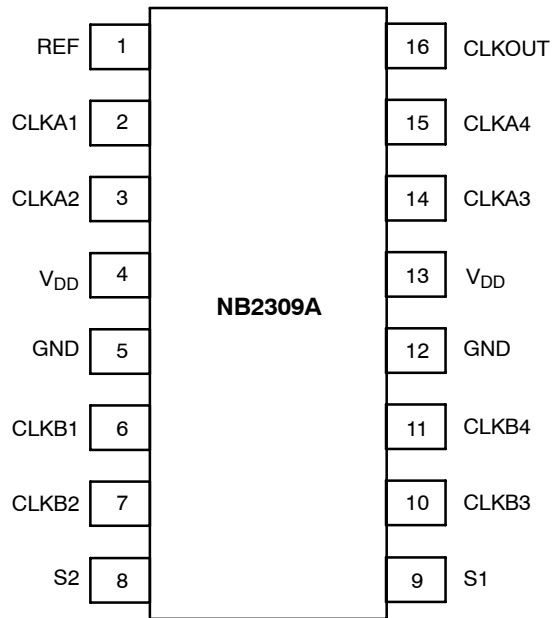 REF 1 16 CLKOUT
CLKA1 2 15 CLKA4
CLKA2 3 14 CLKA3
VDD 4 13 VDD
NB2309A
GND 5 12 GND
CLKB1 6 11 CLKB4
CLKB2 7 10 CLKB3
S2 8 9 S1